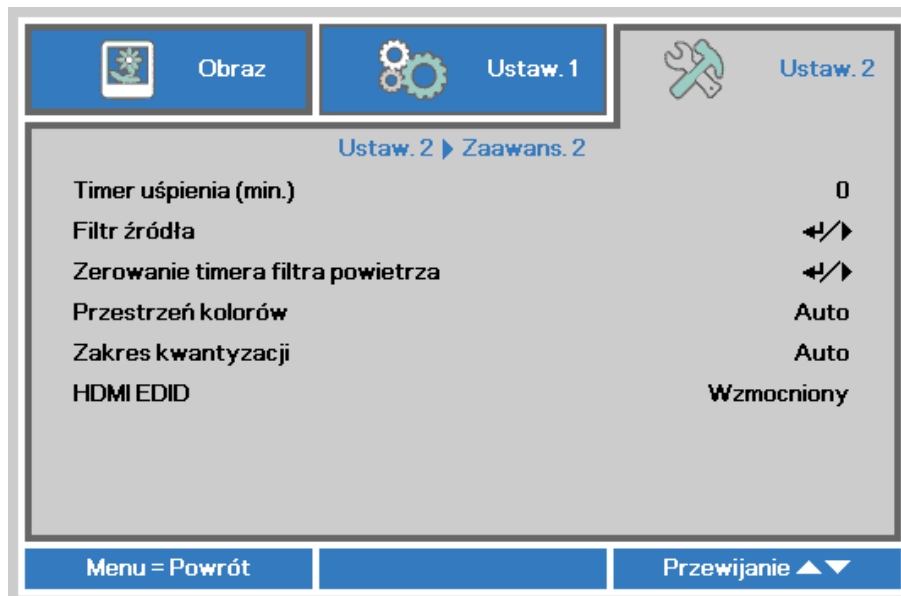 Obraz
Ustaw. 1
Ustaw. 2
Ustaw. 2 ▶ Zaawans. 2
Timer uśpienia (min.) 0
Filtr źródła ↵/▶
Zerowanie timera filtra powietrza ↵/▶
Przestrzeń kolorów Auto
Zakres kwantyzacji Auto
HDMI EDID Wzmocniony
Menu = Powrót
Przewijanie ▲▼